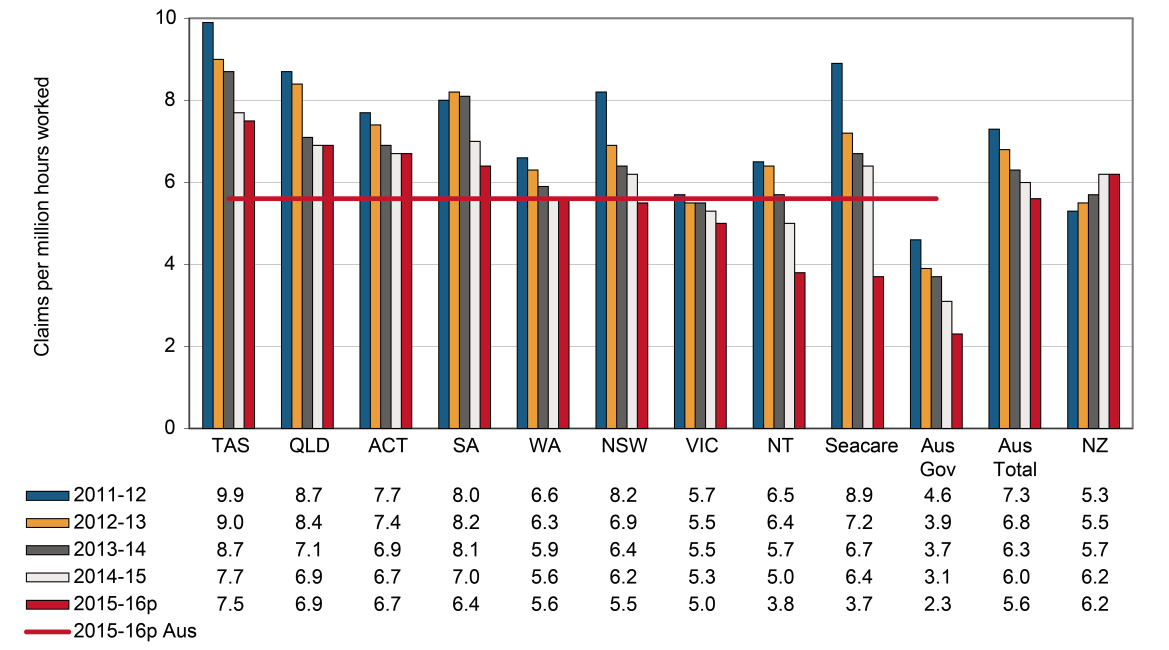 Claims per million hours worked
10
8
6
4
2
0
TAS QLD ACT SA WA NSW VIC NT Seacare Aus Gov Aus Total NZ
2011-12 9.9 8.7 7.7 8.0 6.6 8.2 5.7 6.5 8.9 4.6 7.3 5.3
2012-13 9.0 8.4 7.4 8.2 6.3 6.9 5.5 6.4 7.2 3.9 6.8 5.5
2013-14 8.7 7.1 6.9 8.1 5.9 6.4 5.5 5.7 6.7 3.7 6.3 5.7
2014-15 7.7 6.9 6.7 7.0 5.6 6.2 5.3 5.0 6.4 3.1 6.0 6.2
2015-16p 7.5 6.9 6.7 6.4 5.6 5.5 5.0 3.8 3.7 2.3 5.6 6.2
2015-16p Aus